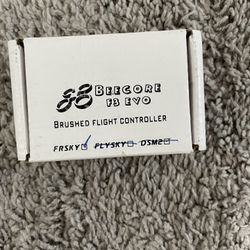 BEECORE
F3 EVO
BRUSHED FLIGHT CONTROLLER
FRSKY FLYSKY DSM2